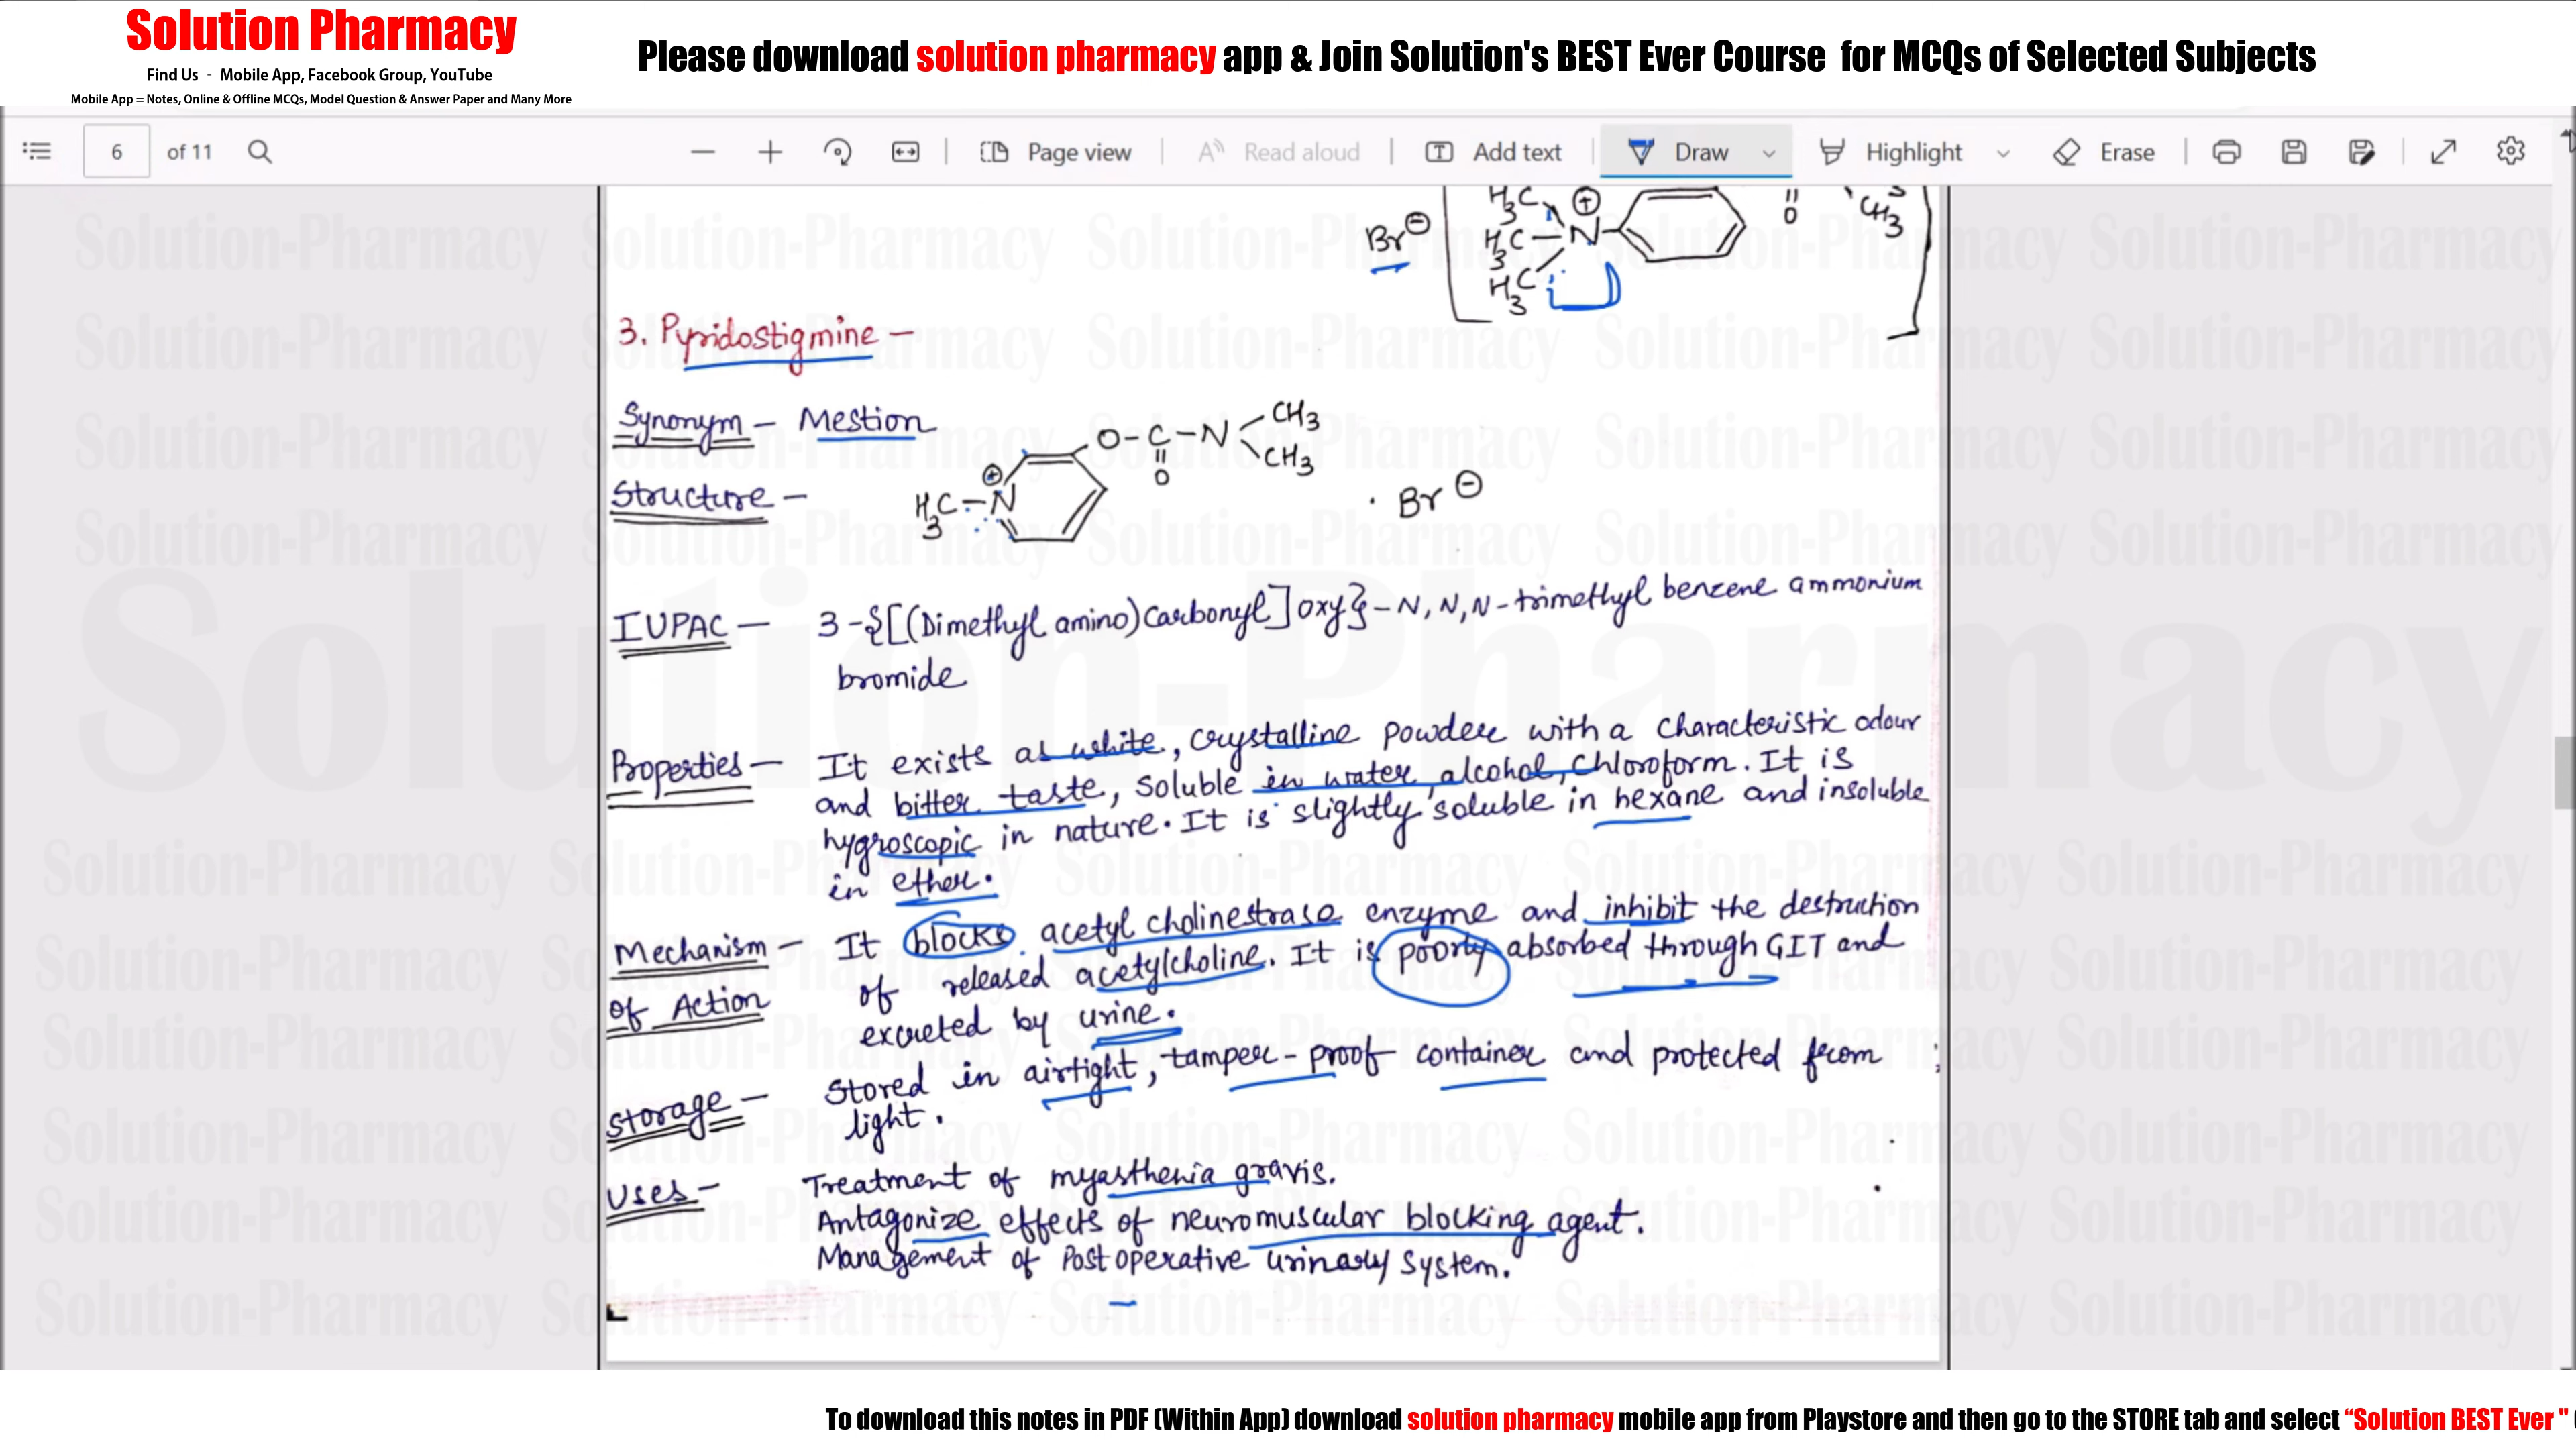 Solution Pharmacy
Find Us - Mobile App, Facebook Group, YouTube
Mobile App = Notes, Online & Offline MCQs, Model Question & Answer Paper and Many More
Please download solution pharmacy app & Join Solution's BEST Ever Course for MCQs of Selected Subjects
6 of 11 Page view Read aloud Add text Draw Highlight Erase
H3C ⊕ O CH3
Br⊖ H3C-N
H3C
3. Pyridostigmine -
Synonym - Mestion
O-C-N CH3
CH3
O
Structure - H3C-N ⊕ . Br⊖
IUPAC - 3-{[(Dimethyl amino)Carbonyl]oxy}-N,N,N-trimethyl benzene ammonium
bromide
Properties - It exists as white, crystalline powder with a characteristic odour
and bitter taste, soluble in water, alcohol, chloroform. It is
hygroscopic in nature. It is slightly soluble in hexane and insoluble
in ether.
Mechanism - It blocks acetyl cholinestrase enzyme and inhibit the destruction
of Action of released acetylcholine. It is poorly absorbed through GIT and
excreted by urine.
Storage - Stored in airtight, tamper-proof container and protected from
light.
Uses - Treatment of myasthenia gravis.
Antagonize effects of neuromuscular blocking agent.
Management of Post operative urinary system.
Solution-Pharmacy
To download this notes in PDF (Within App) download solution pharmacy mobile app from Playstore and then go to the STORE tab and select "Solution BEST Ever "